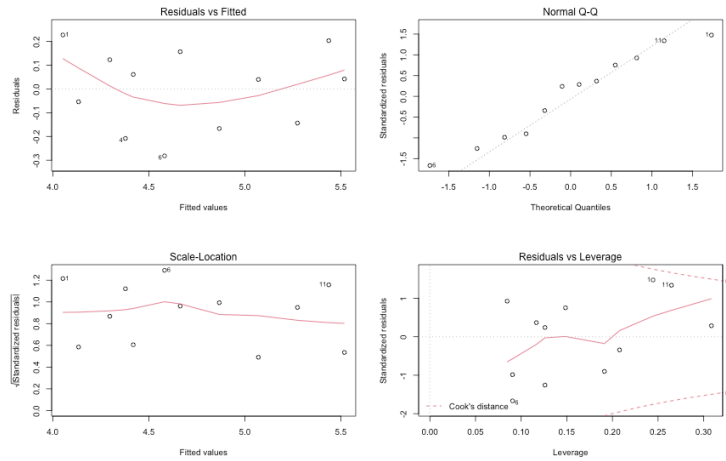 Residuals vs Fitted
Residuals
0.2
0.1
0.0
-0.1
-0.2
-0.3
1
4
6
4.0 4.5 5.0 5.5
Fitted values
Normal Q-Q
Standardized residuals
1.5
1.0
0.5
0.0
-0.5
-1.5
6
11
1
-1.5 -1.0 -0.5 0.0 0.5 1.0 1.5
Theoretical Quantiles
Scale-Location
√|Standardized residuals|
1.2
1.0
0.8
0.6
0.4
0.2
0.0
1
6
11
4.0 4.5 5.0 5.5
Fitted values
Residuals vs Leverage
Standardized residuals
1
0
-1
-2
1
11
6
Cook's distance
0.00 0.05 0.10 0.15 0.20 0.25 0.30
Leverage